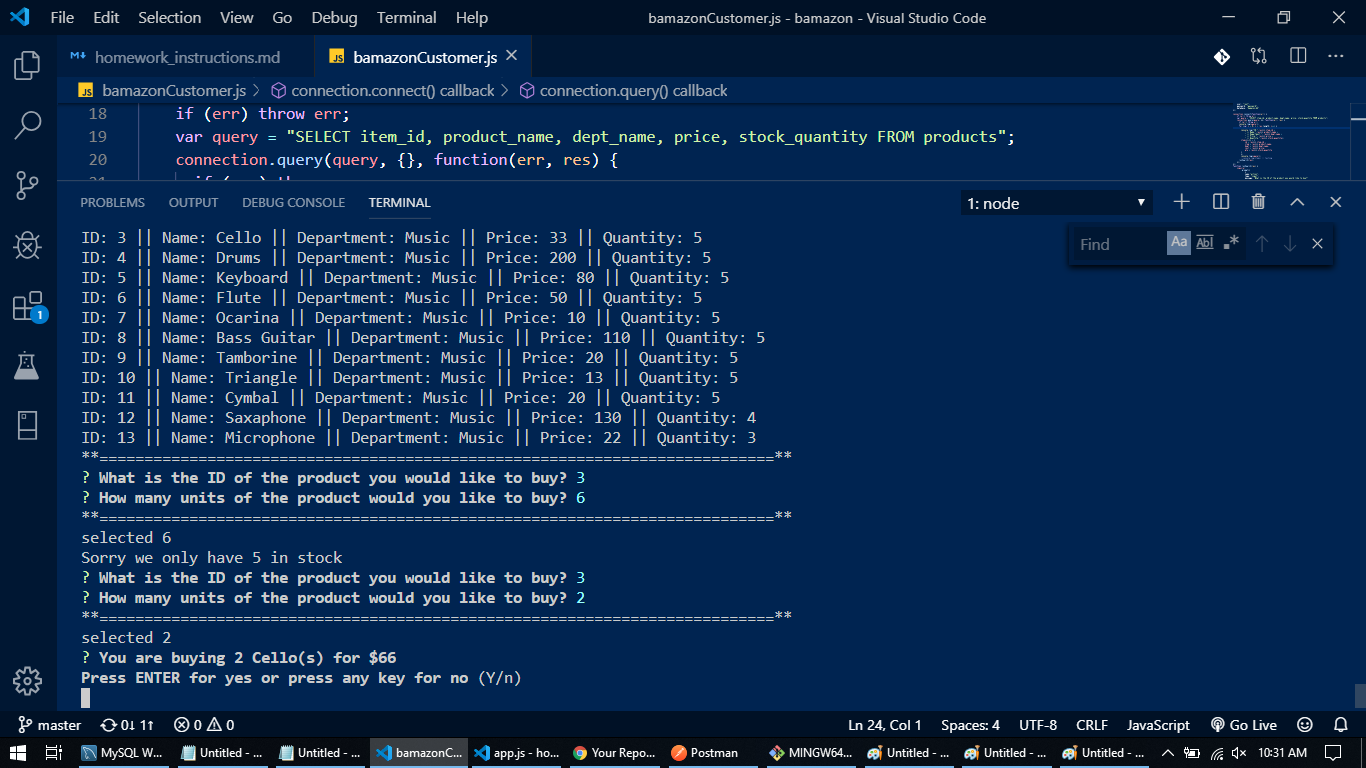 File Edit Selection View Go Debug Terminal Help bamazonCustomer.js - bamazon - Visual Studio Code
homework_instructions.md JS bamazonCustomer.js
JS bamazonCustomer.js > connection.connect() callback > connection.query() callback
18 if (err) throw err;
19 var query = "SELECT item_id, product_name, dept_name, price, stock_quantity FROM products";
20 connection.query(query, {}, function(err, res) {
PROBLEMS OUTPUT DEBUG CONSOLE TERMINAL 1: node
Find Aa Abl .*
ID: 3 || Name: Cello || Department: Music || Price: 33 || Quantity: 5
ID: 4 || Name: Drums || Department: Music || Price: 200 || Quantity: 5
ID: 5 || Name: Keyboard || Department: Music || Price: 80 || Quantity: 5
ID: 6 || Name: Flute || Department: Music || Price: 50 || Quantity: 5
ID: 7 || Name: Ocarina || Department: Music || Price: 10 || Quantity: 5
ID: 8 || Name: Bass Guitar || Department: Music || Price: 110 || Quantity: 5
ID: 9 || Name: Tamborine || Department: Music || Price: 20 || Quantity: 5
ID: 10 || Name: Triangle || Department: Music || Price: 13 || Quantity: 5
ID: 11 || Name: Cymbal || Department: Music || Price: 20 || Quantity: 5
ID: 12 || Name: Saxaphone || Department: Music || Price: 130 || Quantity: 4
ID: 13 || Name: Microphone || Department: Music || Price: 22 || Quantity: 3
**===========================================================================**
? What is the ID of the product you would like to buy? 3
? How many units of the product would you like to buy? 6
**===========================================================================**
selected 6
Sorry we only have 5 in stock
? What is the ID of the product you would like to buy? 3
? How many units of the product would you like to buy? 2
**===========================================================================**
selected 2
? You are buying 2 Cello(s) for $66
Press ENTER for yes or press any key for no (Y/n)
1
master 0↓ 1↑ 0 0 Ln 24, Col 1 Spaces: 4 UTF-8 CRLF JavaScript Go Live
MySQL W... Untitled - ... Untitled - ... bamazonC... app.js - ho... Your Repo... Postman MINGW64... Untitled - ... Untitled - ... Untitled - ... 10:31 AM